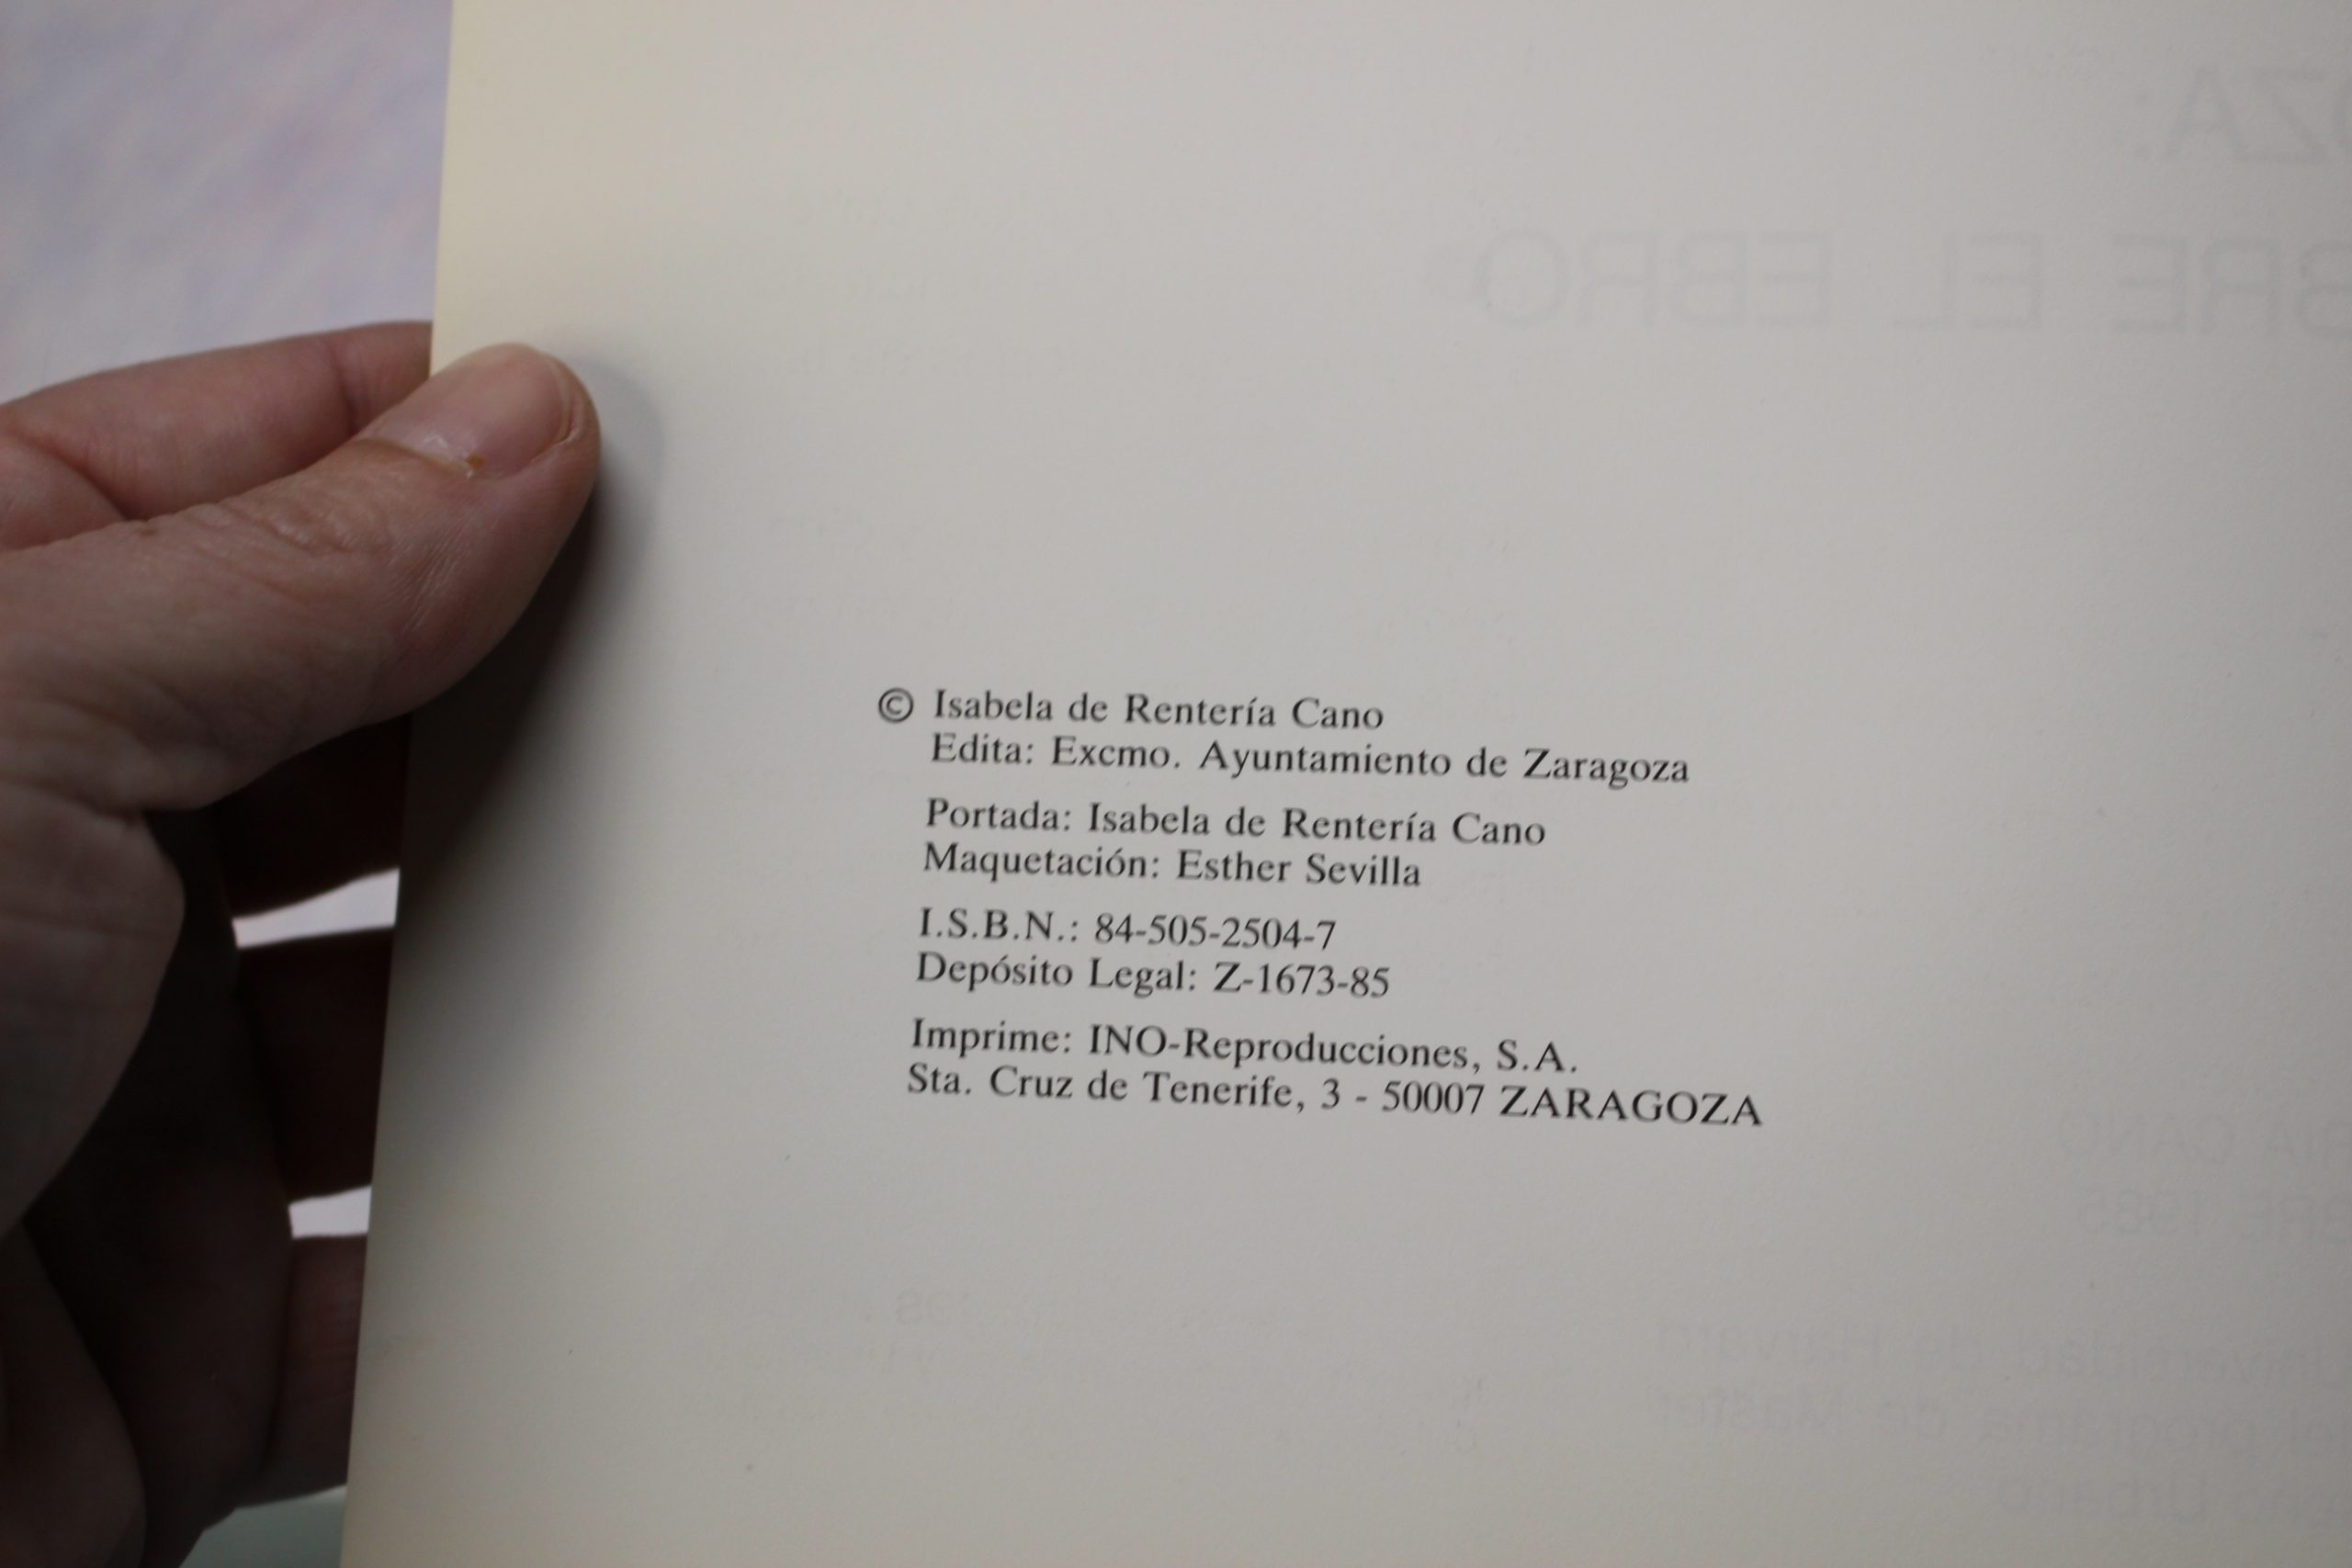 © Isabela de Rentería Cano
Edita: Excmo. Ayuntamiento de Zaragoza
Portada: Isabela de Rentería Cano
Maquetación: Esther Sevilla
I.S.B.N.: 84-505-2504-7
Depósito Legal: Z-1673-85
Imprime: INO-Reproducciones, S.A.
Sta. Cruz de Tenerife, 3 - 50007 ZARAGOZA